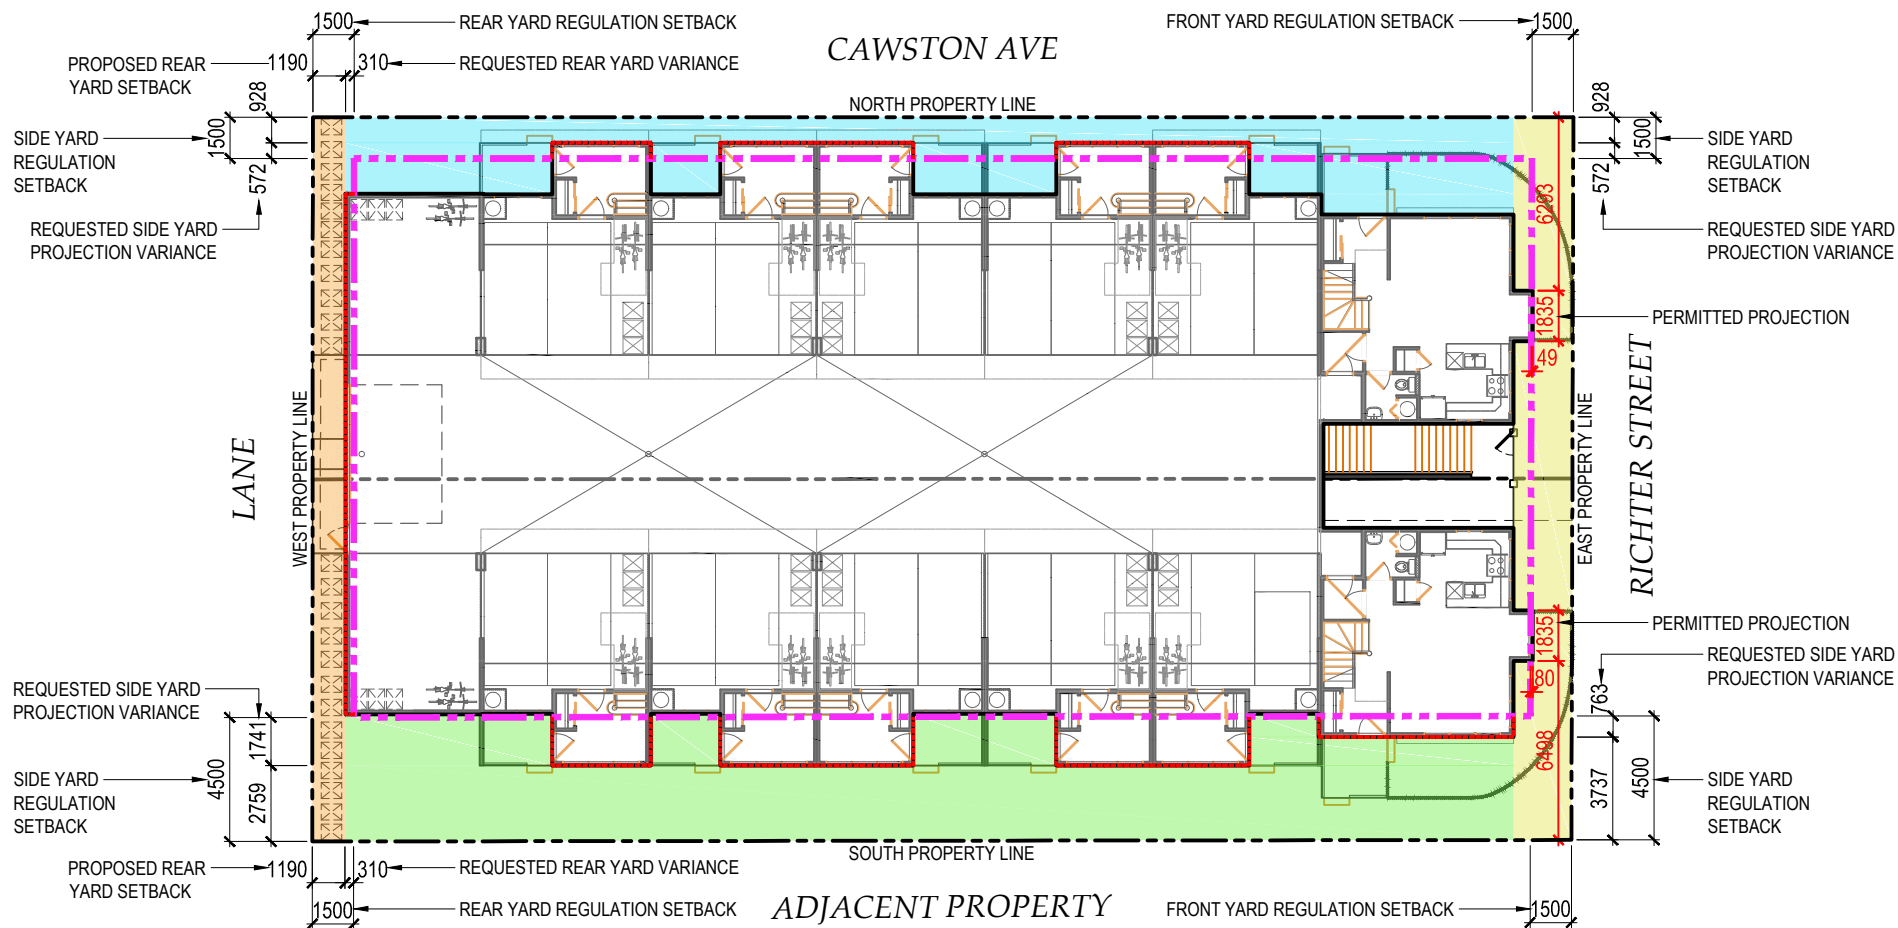 1500
REAR YARD REGULATION SETBACK
FRONT YARD REGULATION SETBACK
1500
CAWSTON AVE
PROPOSED REAR
YARD SETBACK
1190
310
REQUESTED REAR YARD VARIANCE
928
1500
572
SIDE YARD
REGULATION
SETBACK
REQUESTED SIDE YARD
PROJECTION VARIANCE
NORTH PROPERTY LINE
928
1500
572
SIDE YARD
REGULATION
SETBACK
REQUESTED SIDE YARD
PROJECTION VARIANCE
6293
1835
PERMITTED PROJECTION
49
LANE
WEST PROPERTY LINE
EAST PROPERTY LINE
RICHTER STREET
1835
PERMITTED PROJECTION
80
REQUESTED SIDE YARD
PROJECTION VARIANCE
763
6498
3737
4500
SIDE YARD
REGULATION
SETBACK
REQUESTED SIDE YARD
PROJECTION VARIANCE
1741
4500
2759
SIDE YARD
REGULATION
SETBACK
SOUTH PROPERTY LINE
PROPOSED REAR
YARD SETBACK
1190
310
REQUESTED REAR YARD VARIANCE
1500
REAR YARD REGULATION SETBACK
ADJACENT PROPERTY
FRONT YARD REGULATION SETBACK
1500